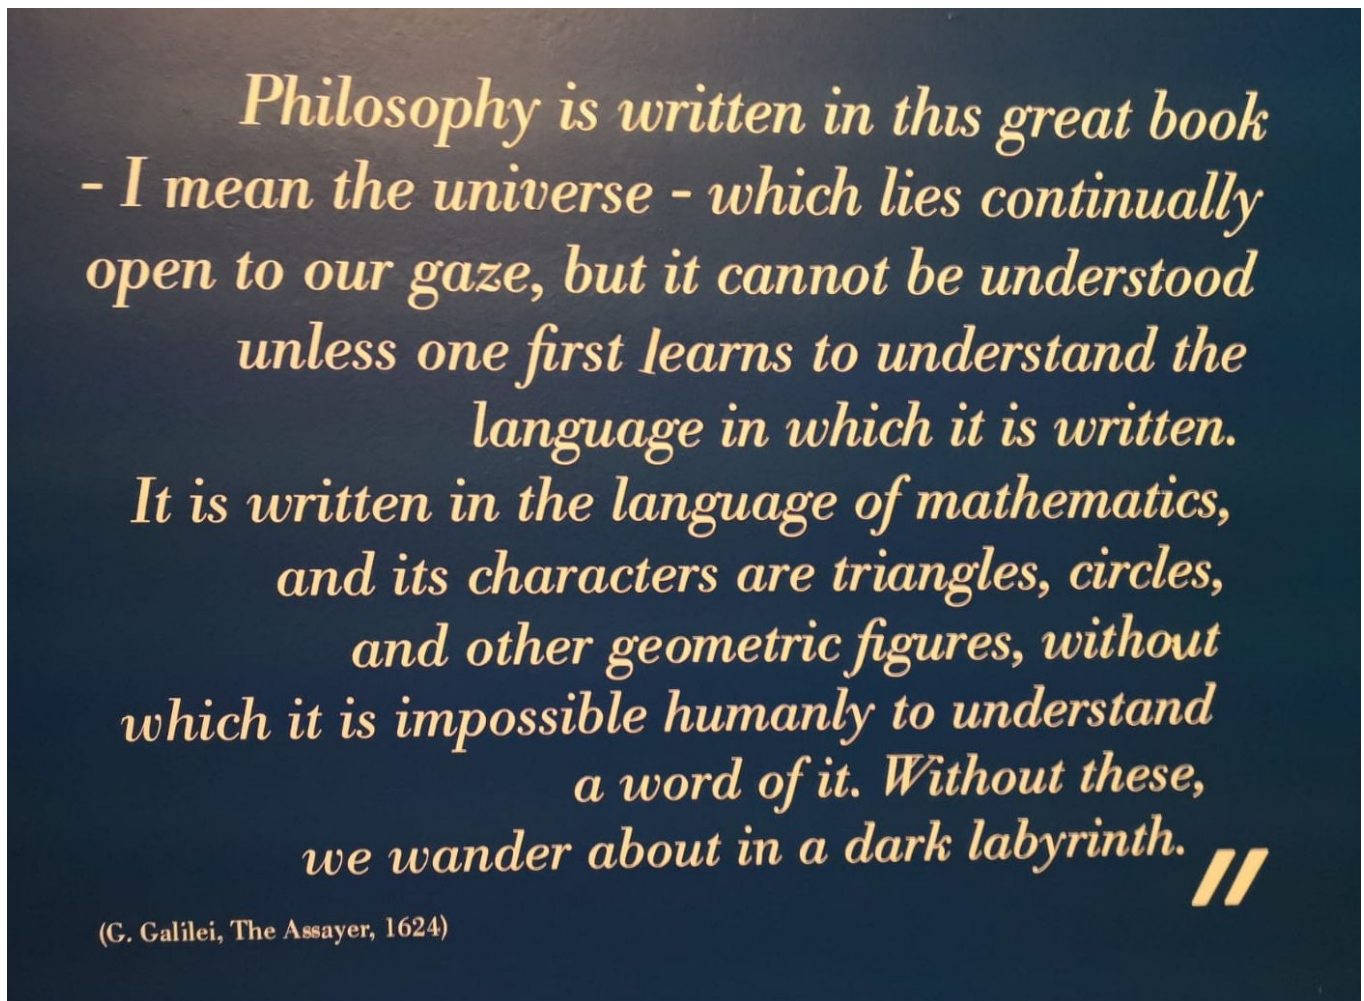 Philosophy is written in this great book
- I mean the universe - which lies continually
open to our gaze, but it cannot be understood
unless one first learns to understand the
language in which it is written.
It is written in the language of mathematics,
and its characters are triangles, circles,
and other geometric figures, without
which it is impossible humanly to understand
a word of it. Without these,
we wander about in a dark labyrinth. "
(G. Galilei, The Assayer, 1624)